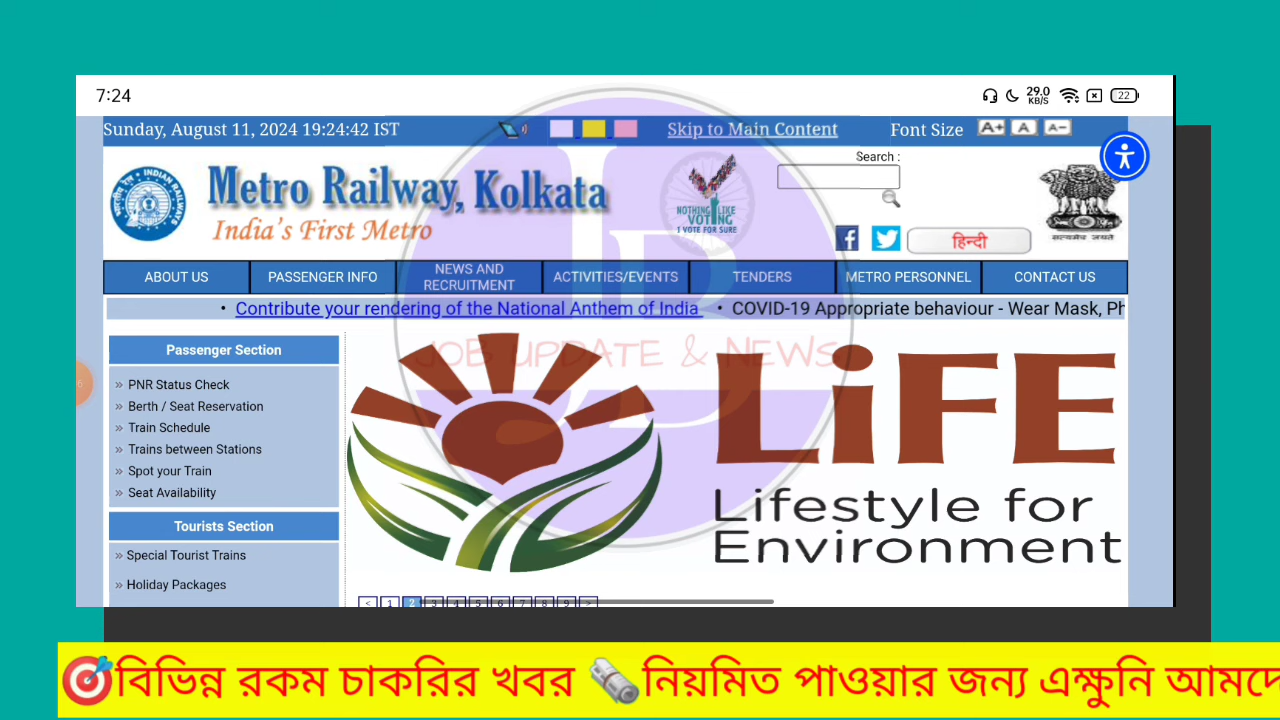 7:24
29.0
KB/S
22
Sunday, August 11, 2024 19:24:42 IST
Skip to Main Content
Font Size
A+
A
A-
Search :
INDIAN RAILWAYS
Metro Railway, Kolkata
India's First Metro
NOTHING LIKE
VOTING
I VOTE FOR SURE
हिन्दी
सत्यमेव जयते
ABOUT US
PASSENGER INFO
NEWS AND RECRUITMENT
ACTIVITIES/EVENTS
TENDERS
METRO PERSONNEL
CONTACT US
• Contribute your rendering of the National Anthem of India • COVID-19 Appropriate behaviour - Wear Mask, Ph
Passenger Section
» PNR Status Check
» Berth / Seat Reservation
» Train Schedule
» Trains between Stations
» Spot your Train
» Seat Availability
Tourists Section
» Special Tourist Trains
» Holiday Packages
JOB UPDATE & NEWS
LiFE
Lifestyle for
Environment
< 1 2 3 4 5 6 7 8 9 >
🎯বিভিন্ন রকম চাকরির খবর 🗞️নিয়মিত পাওয়ার জন্য এক্ষুনি আমদে